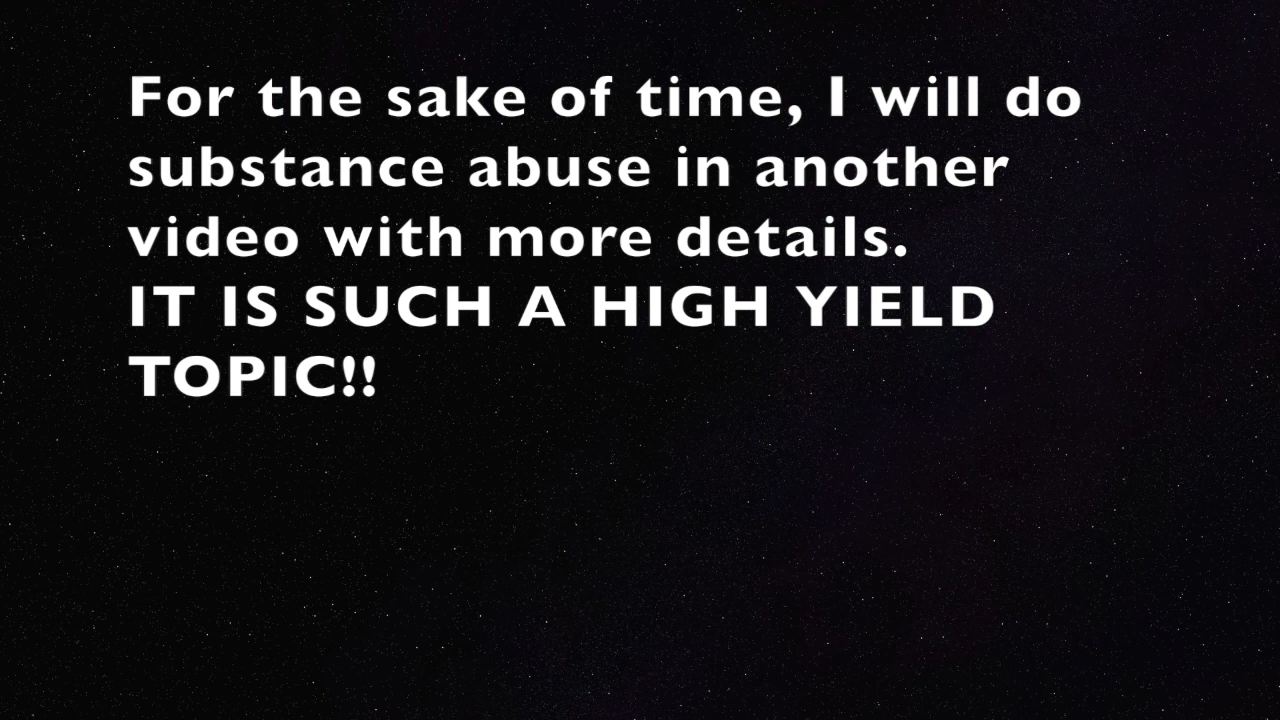 For the sake of time, I will do
substance abuse in another
video with more details.
IT IS SUCH A HIGH YIELD
TOPIC!!